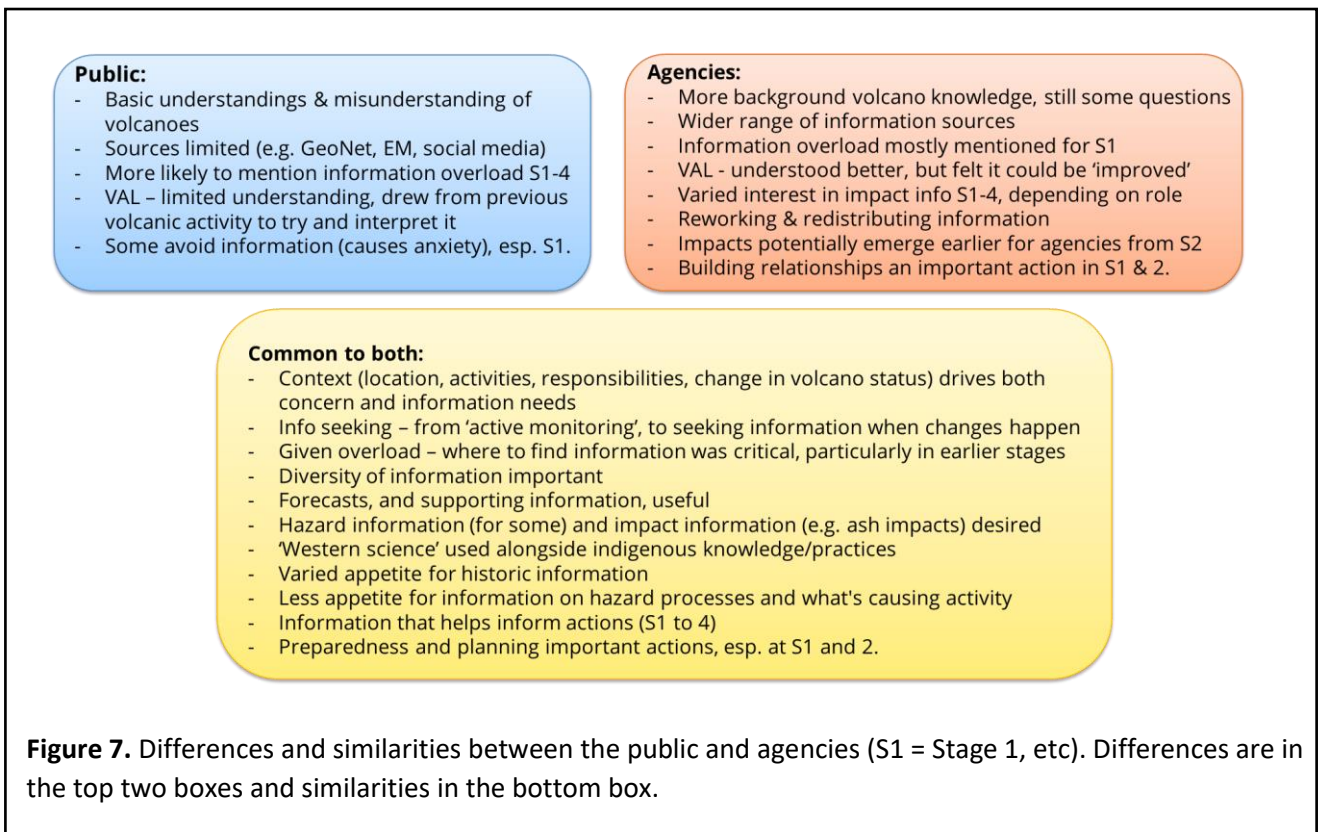 Public:
- Basic understandings & misunderstanding of
volcanoes
- Sources limited (e.g. GeoNet, EM, social media)
- More likely to mention information overload S1-4
- VAL – limited understanding, drew from previous
volcanic activity to try and interpret it
- Some avoid information (causes anxiety), esp. S1.
Agencies:
- More background volcano knowledge, still some questions
- Wider range of information sources
- Information overload mostly mentioned for S1
- VAL - understood better, but felt it could be ‘improved’
- Varied interest in impact info S1-4, depending on role
- Reworking & redistributing information
- Impacts potentially emerge earlier for agencies from S2
- Building relationships an important action in S1 & 2.
Common to both:
- Context (location, activities, responsibilities, change in volcano status) drives both
concern and information needs
- Info seeking – from ‘active monitoring’, to seeking information when changes happen
- Given overload – where to find information was critical, particularly in earlier stages
- Diversity of information important
- Forecasts, and supporting information, useful
- Hazard information (for some) and impact information (e.g. ash impacts) desired
- ‘Western science’ used alongside indigenous knowledge/practices
- Varied appetite for historic information
- Less appetite for information on hazard processes and what's causing activity
- Information that helps inform actions (S1 to 4)
- Preparedness and planning important actions, esp. at S1 and 2.
Figure 7. Differences and similarities between the public and agencies (S1 = Stage 1, etc). Differences are in
the top two boxes and similarities in the bottom box.